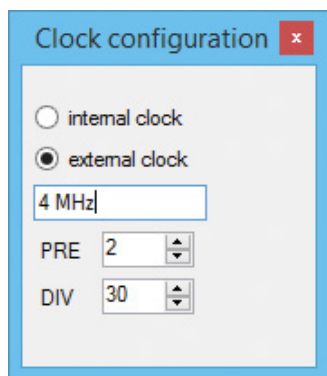 Clock configuration x
internal clock
external clock
4 MHz
PRE 2
DIV 30